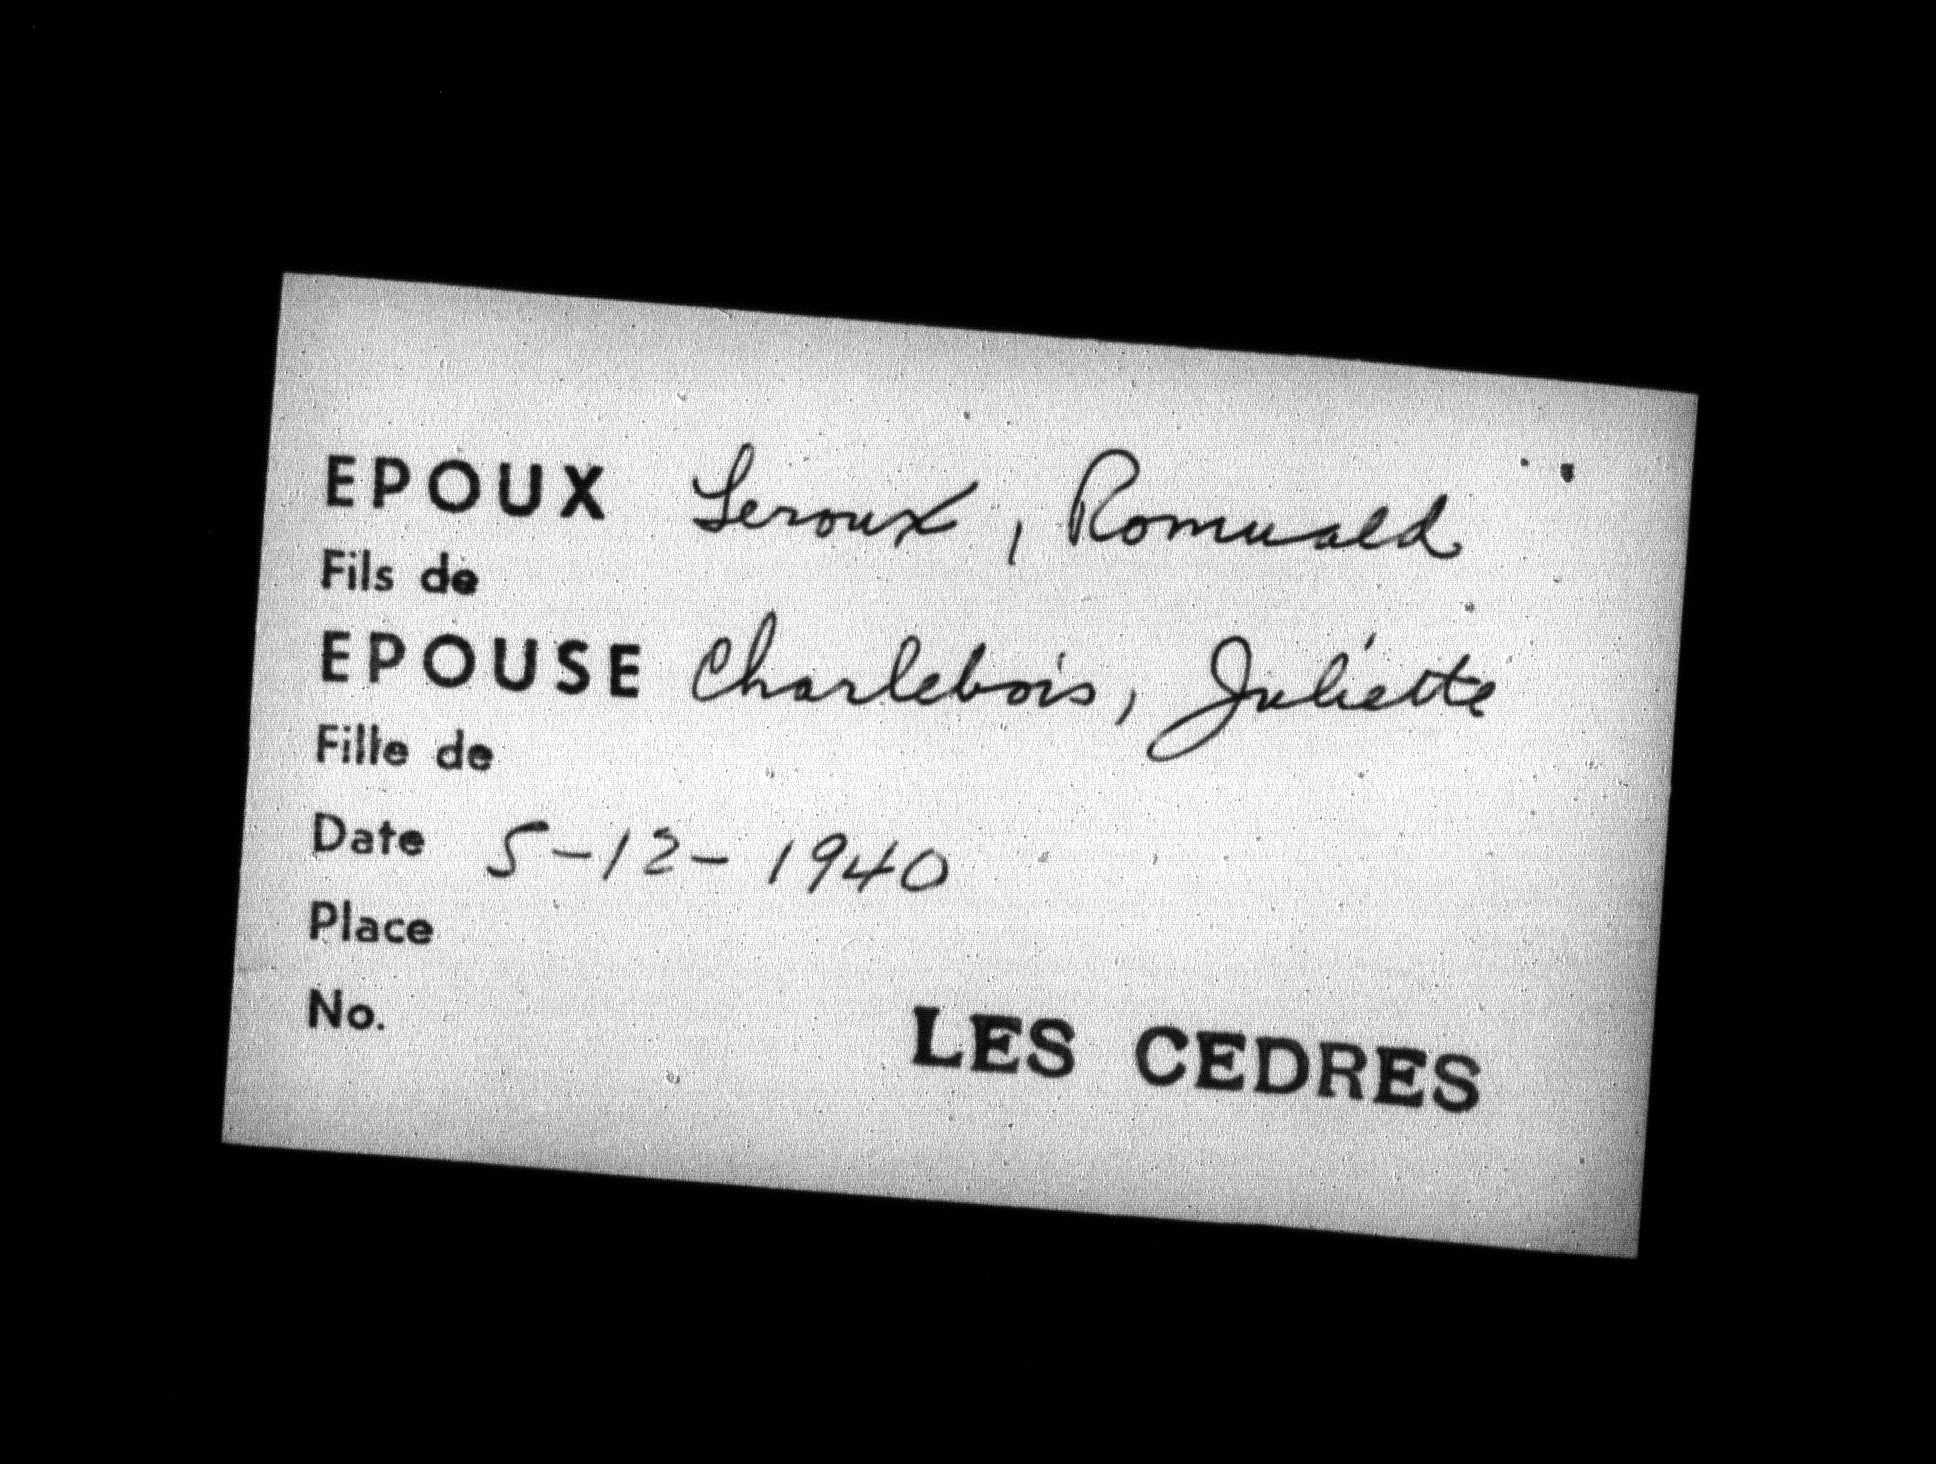 EPOUX Leroux, Romuald
Fils de
EPOUSE Charlebois, Juliette
Fille de
Date 5-12-1940
Place
No.
LES CEDRES